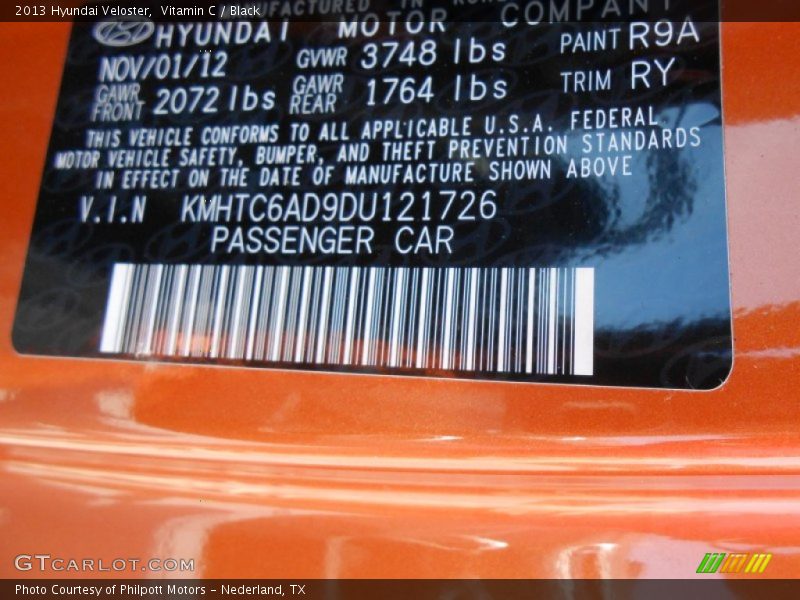 2013 Hyundai Veloster, Vitamin C / Black
MANUFACTURED IN KOREA
HYUNDAI MOTOR COMPANY
NOV/01/12 GVWR 3748 lbs PAINT R9A
GAWR FRONT 2072 lbs GAWR REAR 1764 lbs TRIM RY
THIS VEHICLE CONFORMS TO ALL APPLICABLE U.S.A. FEDERAL
MOTOR VEHICLE SAFETY, BUMPER, AND THEFT PREVENTION STANDARDS
IN EFFECT ON THE DATE OF MANUFACTURE SHOWN ABOVE
V.I.N KMHTC6AD9DU121726
PASSENGER CAR
GTCARLOT.COM
Photo Courtesy of Philpott Motors - Nederland, TX